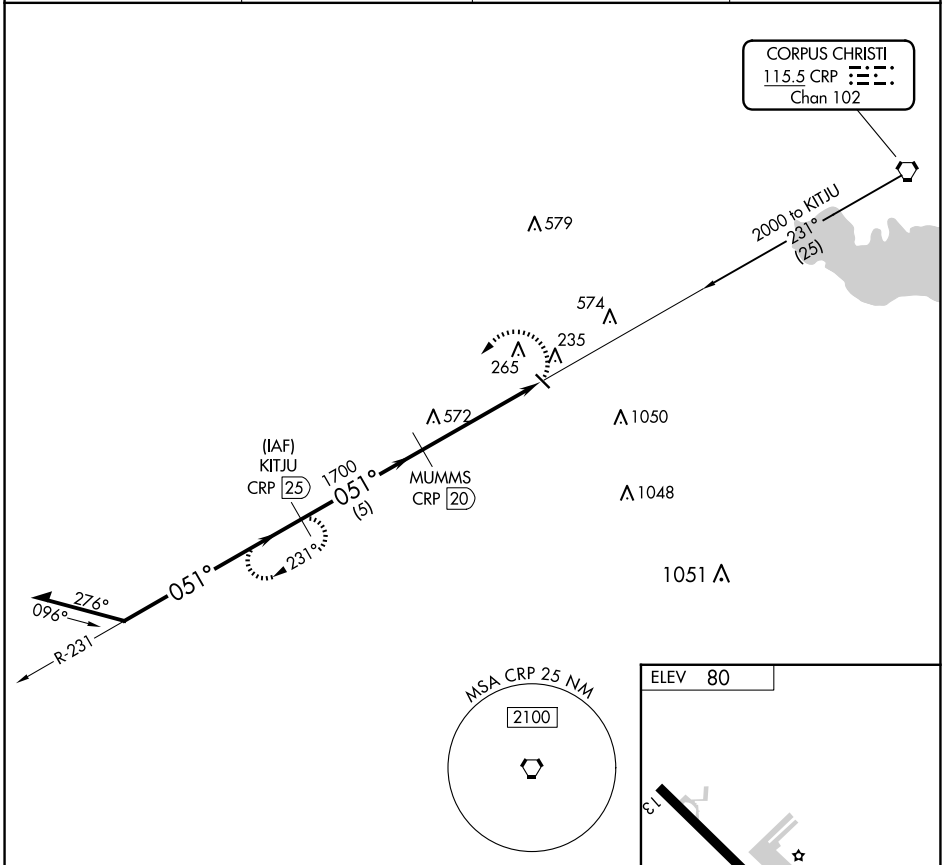 CORPUS CHRISTI
115.5 CRP
Chan 102
2000 to KITJU
231°
(25)
579
574
235
265
572
1050
(IAF)
KITJU
CRP 25
1700
051°
(5)
MUMMS
CRP 20
1048
231°
1051
051°
276°
096°
R-231
MSA CRP 25 NM
2100
ELEV 80
13